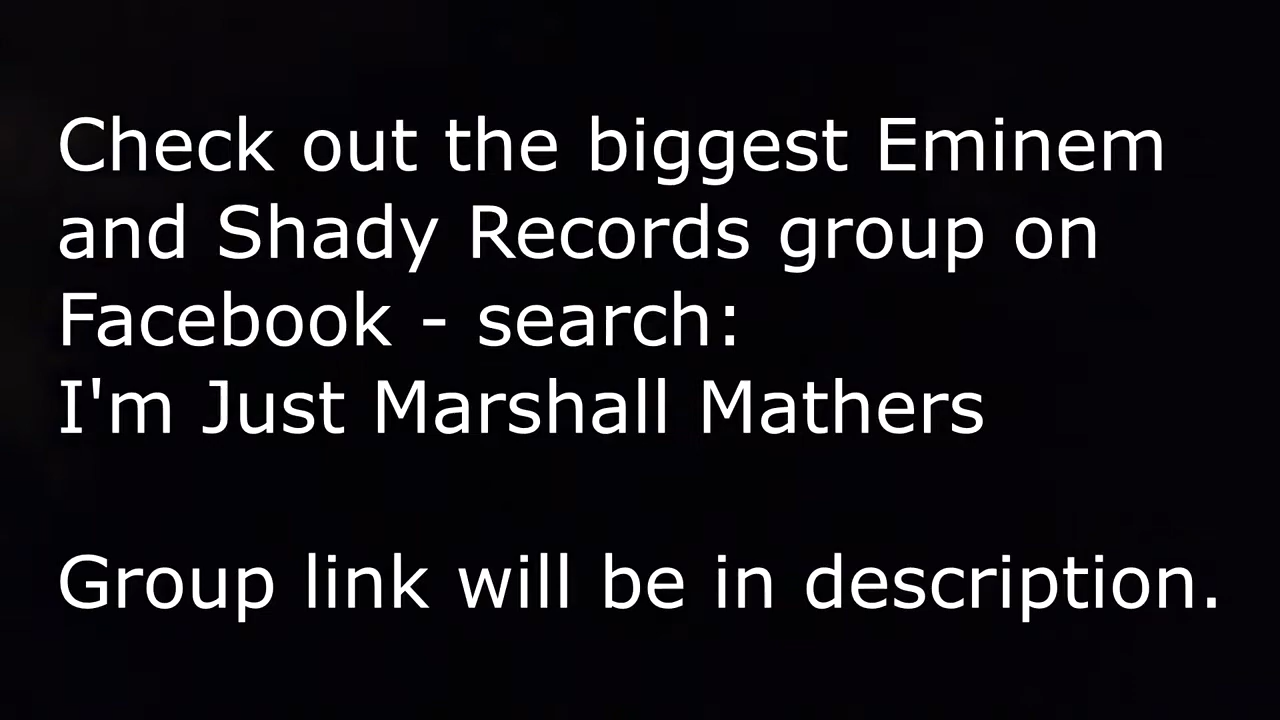 Check out the biggest Eminem
and Shady Records group on
Facebook - search:
I'm Just Marshall Mathers
Group link will be in description.